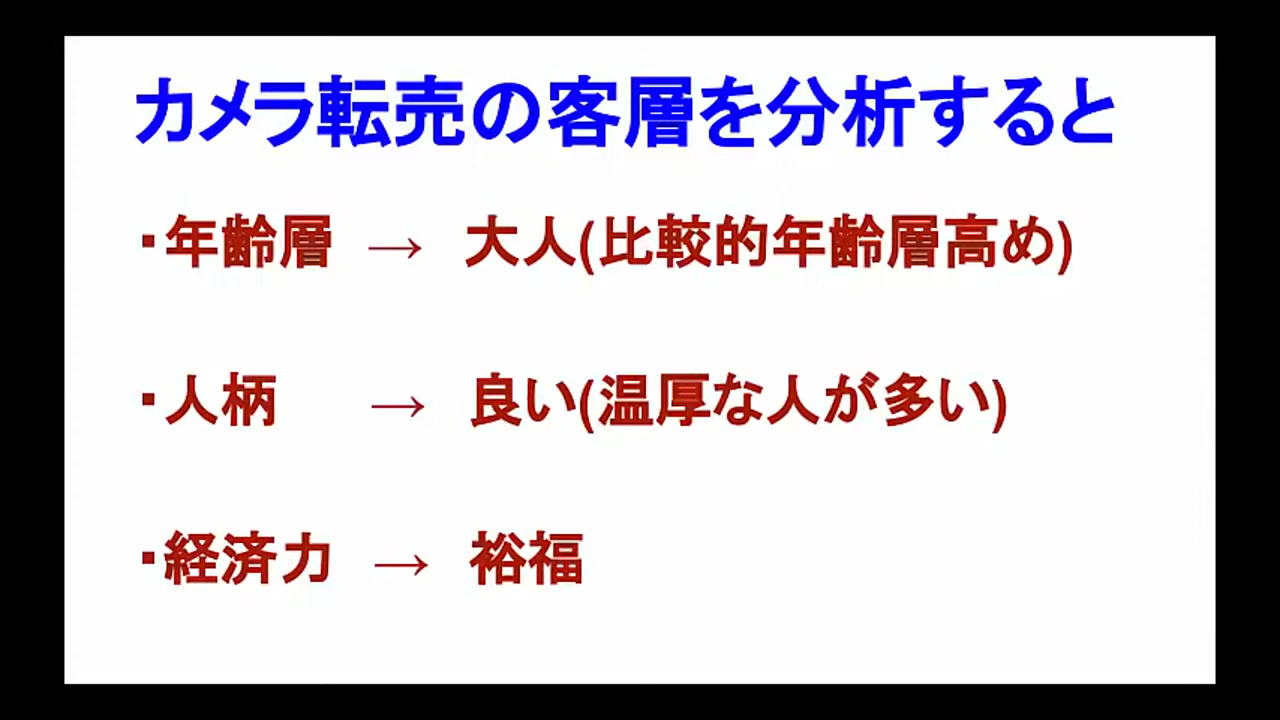 カメラ転売の客層を分析すると
・年齢層 → 大人(比較的年齢層高め)
・人柄 → 良い(温厚な人が多い)
・経済力 → 裕福